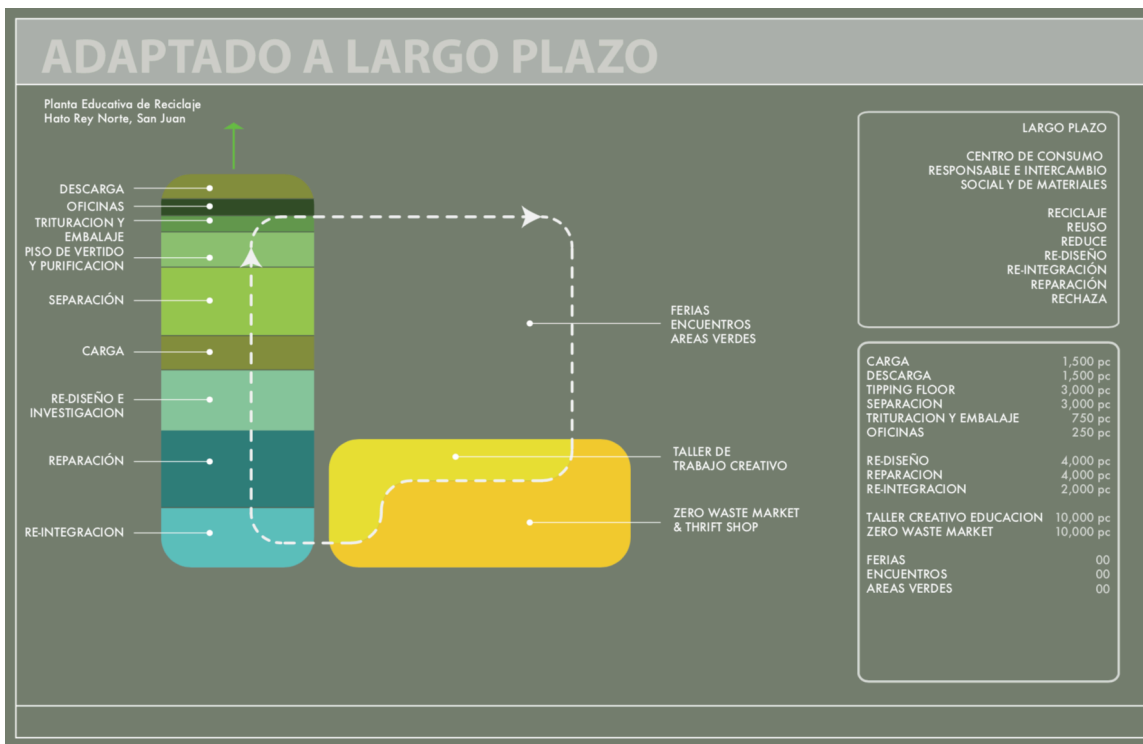 ADAPTADO A LARGO PLAZO
Planta Educativa de Reciclaje
Hato Rey Norte, San Juan
DESCARGA
OFICINAS
TRITURACION Y
EMBALAJE
PISO DE VERTIDO
Y PURIFICACION
SEPARACIÓN
CARGA
RE-DISEÑO E
INVESTIGACION
REPARACIÓN
RE-INTEGRACION
FERIAS
ENCUENTROS
AREAS VERDES
TALLER DE
TRABAJO CREATIVO
ZERO WASTE MARKET
& THRIFT SHOP
LARGO PLAZO
CENTRO DE CONSUMO
RESPONSABLE E INTERCAMBIO
SOCIAL Y DE MATERIALES
RECICLAJE
REUSO
REDUCE
RE-DISEÑO
RE-INTEGRACIÓN
REPARACIÓN
RECHAZA
CARGA 1,500 pc
DESCARGA 1,500 pc
TIPPING FLOOR 3,000 pc
SEPARACION 3,000 pc
TRITURACION Y EMBALAJE 750 pc
OFICINAS 250 pc
RE-DISEÑO 4,000 pc
REPARACION 4,000 pc
RE-INTEGRACION 2,000 pc
TALLER CREATIVO EDUCACION 10,000 pc
ZERO WASTE MARKET 10,000 pc
FERIAS 00
ENCUENTROS 00
AREAS VERDES 00